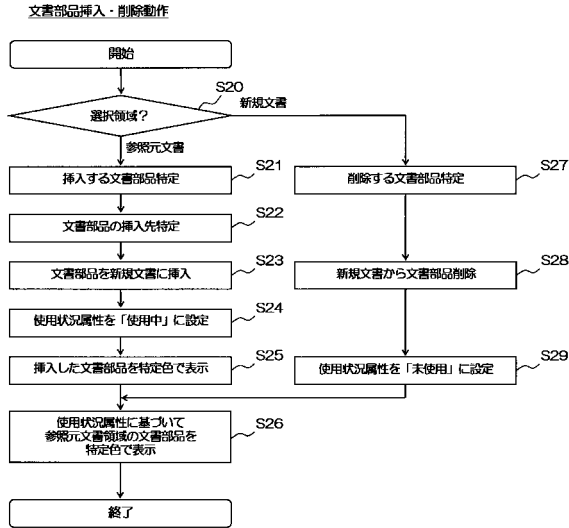 文書部品挿入・削除動作
開始
S20
選択領域？
新規文書
参照元文書
S21
挿入する文書部品特定
S27
削除する文書部品特定
S22
文書部品の挿入先特定
S23
文書部品を新規文書に挿入
S28
新規文書から文書部品削除
S24
使用状況属性を「使用中」に設定
S25
挿入した文書部品を特定色で表示
S29
使用状況属性を「未使用」に設定
S26
使用状況属性に基づいて
参照元文書領域の文書部品を
特定色で表示
終了